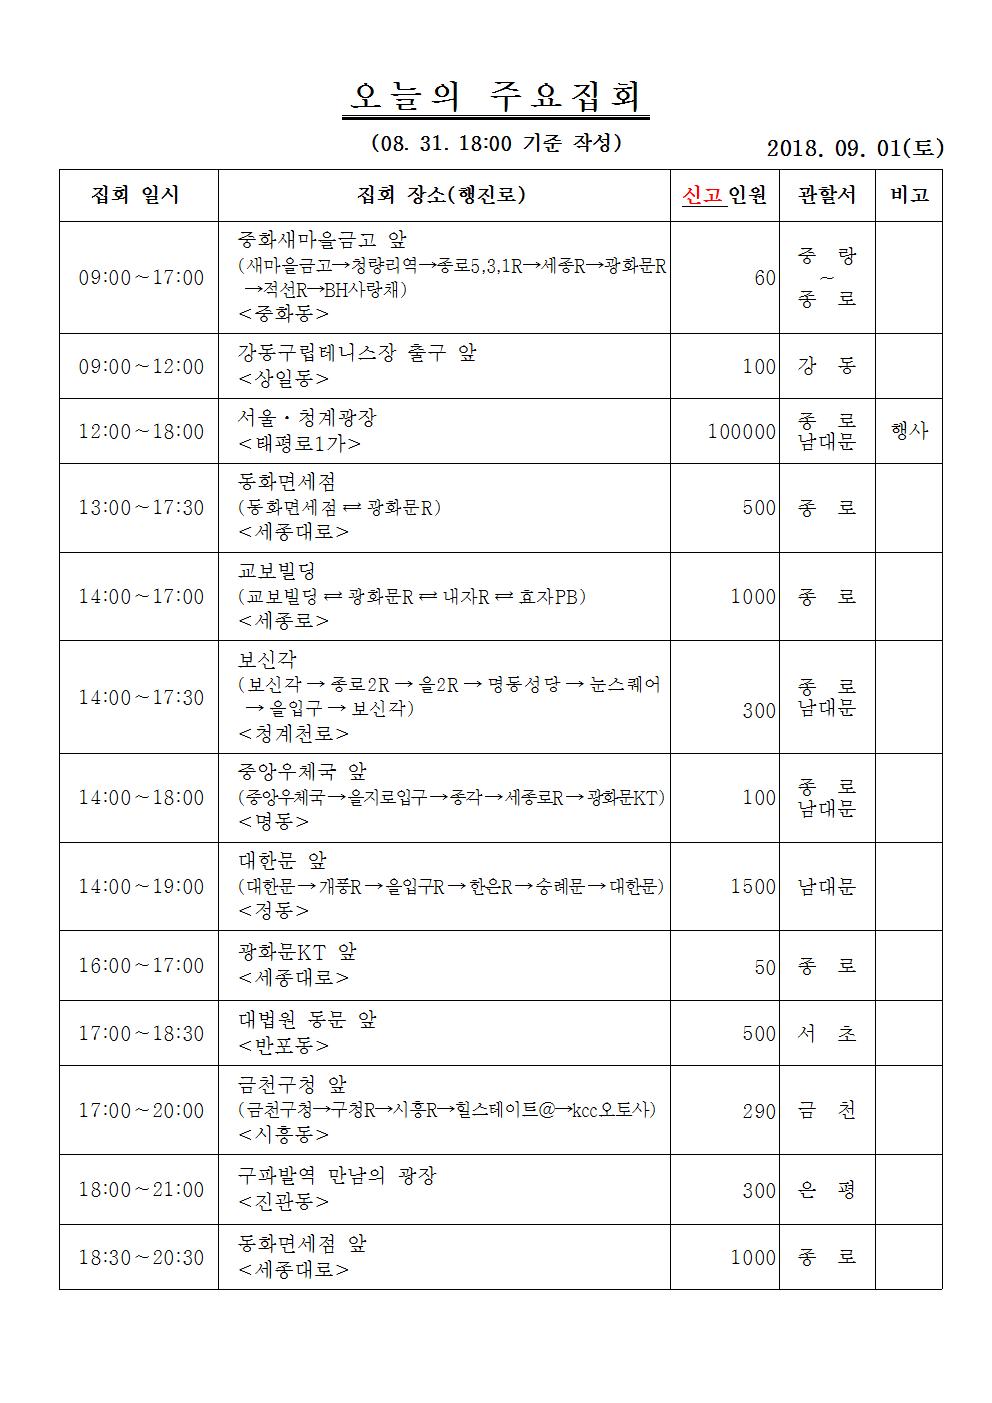 오늘의 주요집회
(08. 31. 18:00 기준 작성)
2018. 09. 01(토)
집회 일시 집회 장소(행진로) 신고인원 관할서 비고
09:00~17:00
중화새마을금고 앞
(새마을금고→청량리역→종로5,3,1R→세종R→광화문R
→적선R→BH사랑채)
<중화동>
60
중 랑
~
종 로
09:00~12:00
강동구립테니스장 출구 앞
<상일동>
100
강 동
12:00~18:00
서울·청계광장
<태평로1가>
100000
종 로
남대문
행사
13:00~17:30
동화면세점
(동화면세점 ⇄ 광화문R)
<세종대로>
500
종 로
14:00~17:00
교보빌딩
(교보빌딩 ⇄ 광화문R ⇄ 내자R ⇄ 효자PB)
<세종로>
1000
종 로
14:00~17:30
보신각
(보신각 → 종로2R → 을2R → 명동성당 → 눈스퀘어
→ 을입구 → 보신각)
<청계천로>
300
종 로
남대문
14:00~18:00
중앙우체국 앞
(중앙우체국→을지로입구→종각→세종로R→광화문KT)
<명동>
100
종 로
남대문
14:00~19:00
대한문 앞
(대한문→개풍R→을입구R→한은R→숭례문→대한문)
<정동>
1500
남대문
16:00~17:00
광화문KT 앞
<세종대로>
50
종 로
17:00~18:30
대법원 동문 앞
<반포동>
500
서 초
17:00~20:00
금천구청 앞
(금천구청→구청R→시흥R→힐스테이트@→kcc오토사)
<시흥동>
290
금 천
18:00~21:00
구파발역 만남의 광장
<진관동>
300
은 평
18:30~20:30
동화면세점 앞
<세종대로>
1000
종 로